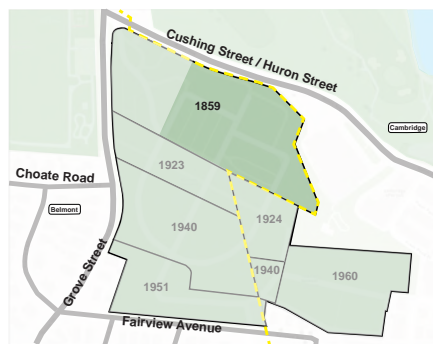 Cushing Street / Huron Street
1859
Cambridge
1923
Choate Road
Belmont
1924
1940
Grove Street
1940
1960
1951
Fairview Avenue